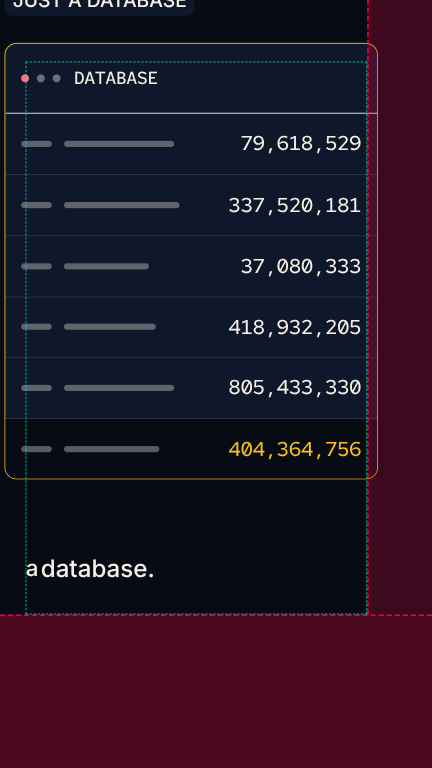 JUST A DATABASE
DATABASE
79,618,529
337,520,181
37,080,333
418,932,205
805,433,330
404,364,756
a database.